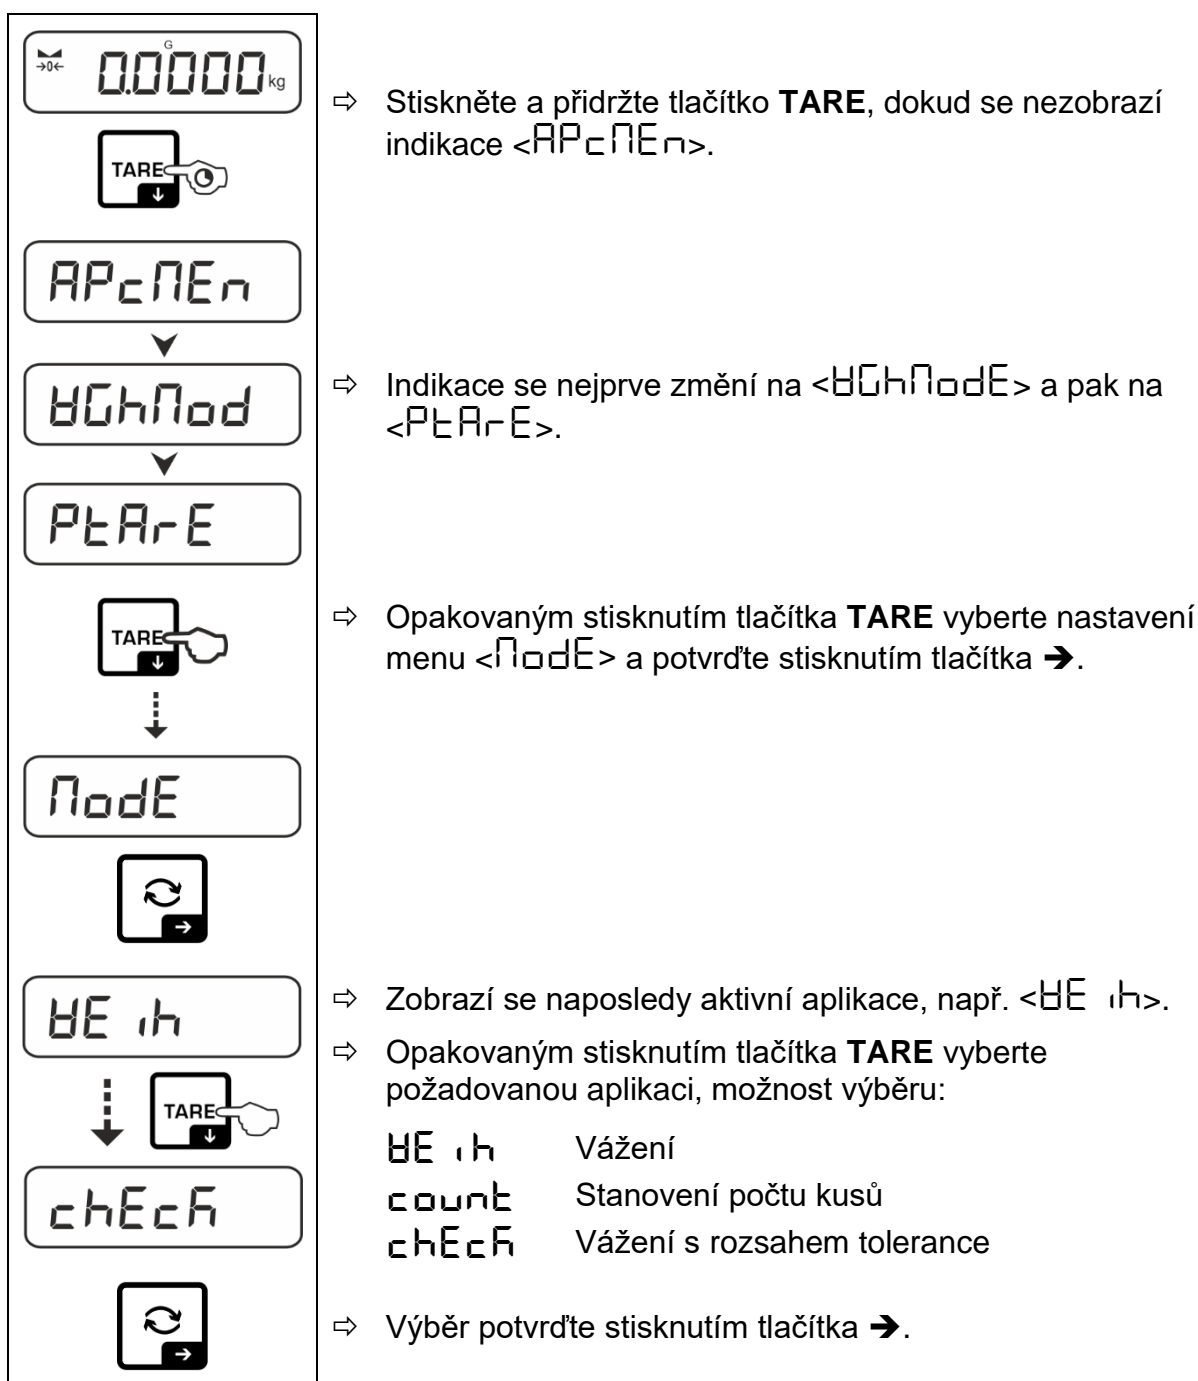 G
→0← 0.0000 kg
TARE
Stiskněte a přidržte tlačítko TARE, dokud se nezobrazí
indikace <APcMEn>.
APcMEn
WGhMod
Indikace se nejprve změní na <WGhModE> a pak na
<PtArE>.
PtArE
TARE
Opakovaným stisknutím tlačítka TARE vyberte nastavení
menu <ModE> a potvrďte stisknutím tlačítka ➔.
ModE
WEih
Zobrazí se naposledy aktivní aplikace, např. <WEih>.
TARE
Opakovaným stisknutím tlačítka TARE vyberte
požadovanou aplikaci, možnost výběru:
WEih Vážení
count Stanovení počtu kusů
chEck Vážení s rozsahem tolerance
chEck
Výběr potvrďte stisknutím tlačítka ➔.